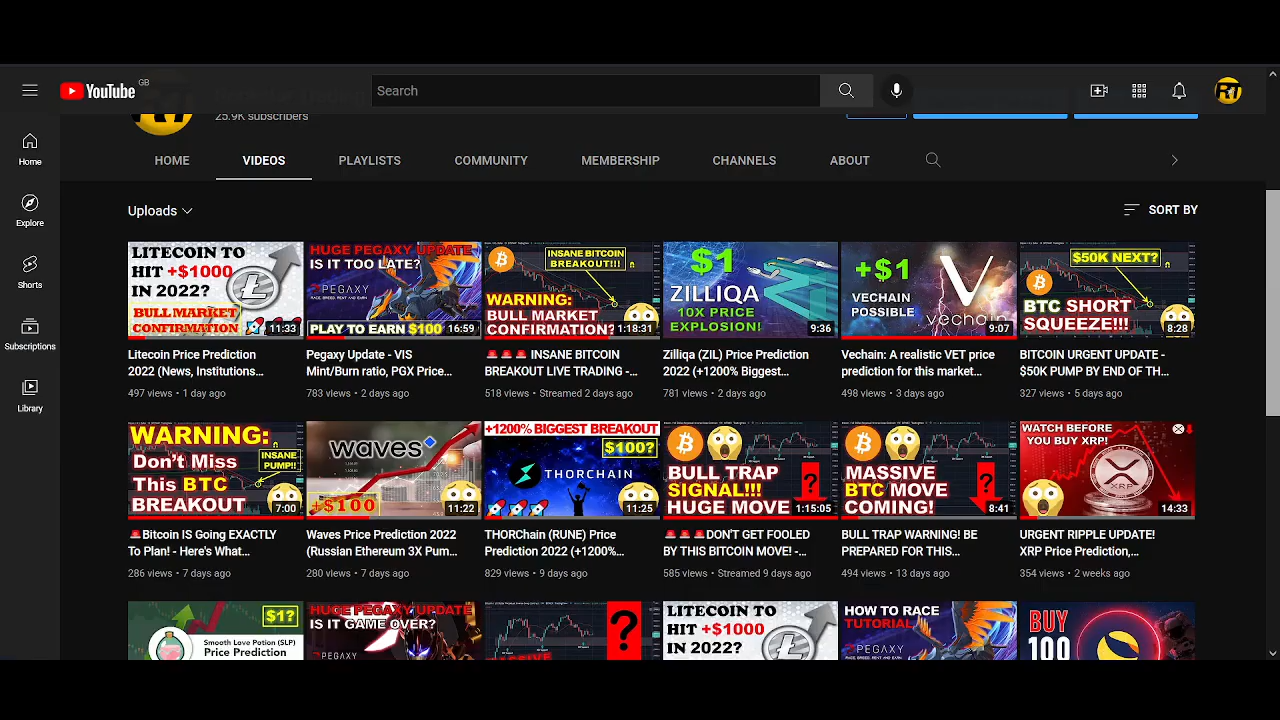 YouTube GB
Search
25.9K subscribers
HOME
VIDEOS
PLAYLISTS
COMMUNITY
MEMBERSHIP
CHANNELS
ABOUT
Home
Explore
Shorts
Subscriptions
Library
Uploads
SORT BY
LITECOIN TO
HIT +$1000
IN 2022?
BULL MARKET
CONFIRMATION
11:33
Litecoin Price Prediction
2022 (News, Institutions...
497 views • 1 day ago
HUGE PEGAXY UPDATE
IS IT TOO LATE?
PEGAXY
RACE, BREED, RENT AND EARN
PLAY TO EARN $100
16:59
Pegaxy Update - VIS
Mint/Burn ratio, PGX Price...
783 views • 2 days ago
INSANE BITCOIN
BREAKOUT!!!
WARNING:
BULL MARKET
CONFIRMATION?
1:18:31
🚨🚨🚨 INSANE BITCOIN
BREAKOUT LIVE TRADING -...
518 views • Streamed 2 days ago
$1
ZILLIQA
10X PRICE
EXPLOSION!
9:36
Zilliqa (ZIL) Price Prediction
2022 (+1200% Biggest...
781 views • 2 days ago
+$1
VECHAIN
POSSIBLE
vechain
9:07
Vechain: A realistic VET price
prediction for this market...
498 views • 3 days ago
$50K NEXT?
BTC SHORT
SQUEEZE!!!
8:28
BITCOIN URGENT UPDATE -
$50K PUMP BY END OF TH...
327 views • 5 days ago
WARNING:
Don't Miss
This BTC
BREAKOUT
INSANE
PUMP!!
7:00
🚨Bitcoin IS Going EXACTLY
To Plan! - Here's What...
286 views • 7 days ago
waves
+$100
11:22
Waves Price Prediction 2022
(Russian Ethereum 3X Pum...
280 views • 7 days ago
+1200% BIGGEST BREAKOUT
$100?
THORCHAIN
11:25
THORChain (RUNE) Price
Prediction 2022 (+1200%...
829 views • 9 days ago
BULL TRAP
SIGNAL!!!
HUGE MOVE
?
1:15:05
🚨🚨🚨DON'T GET FOOLED
BY THIS BITCOIN MOVE! -...
585 views • Streamed 9 days ago
MASSIVE
BTC MOVE
COMING!
?
8:41
BULL TRAP WARNING! BE
PREPARED FOR THIS...
494 views • 13 days ago
WATCH BEFORE
YOU BUY XRP!
XRP
14:33
URGENT RIPPLE UPDATE!
XRP Price Prediction,...
354 views • 2 weeks ago
$1?
Smooth Love Potion (SLP)
Price Prediction
HUGE PEGAXY UPDATE
IS IT GAME OVER?
PEGAXY
?
MASSIVE
LITECOIN TO
HIT +$1000
IN 2022?
HOW TO RACE
TUTORIAL
PEGAXY
RACE, BREED, RENT AND EARN
BUY
100